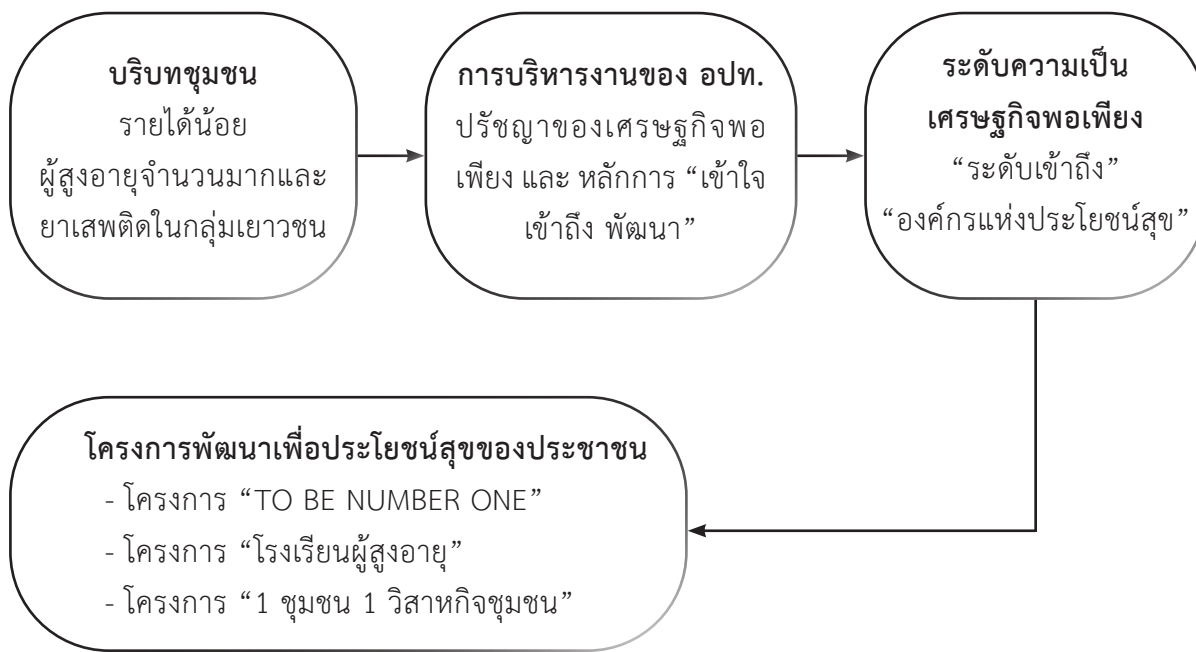 บริบทชุมชน
รายได้น้อย
ผู้สูงอายุจำนวนมากและ
ยาเสพติดในกลุ่มเยาวชน
การบริหารงานของ อปท.
ปรัชญาของเศรษฐกิจพอ
เพียง และ หลักการ “เข้าใจ
เข้าถึง พัฒนา”
ระดับความเป็น
เศรษฐกิจพอเพียง
“ระดับเข้าถึง”
“องค์กรแห่งประโยชน์สุข”
โครงการพัฒนาเพื่อประโยชน์สุขของประชาชน
- โครงการ “TO BE NUMBER ONE”
- โครงการ “โรงเรียนผู้สูงอายุ”
- โครงการ “1 ชุมชน 1 วิสาหกิจชุมชน”